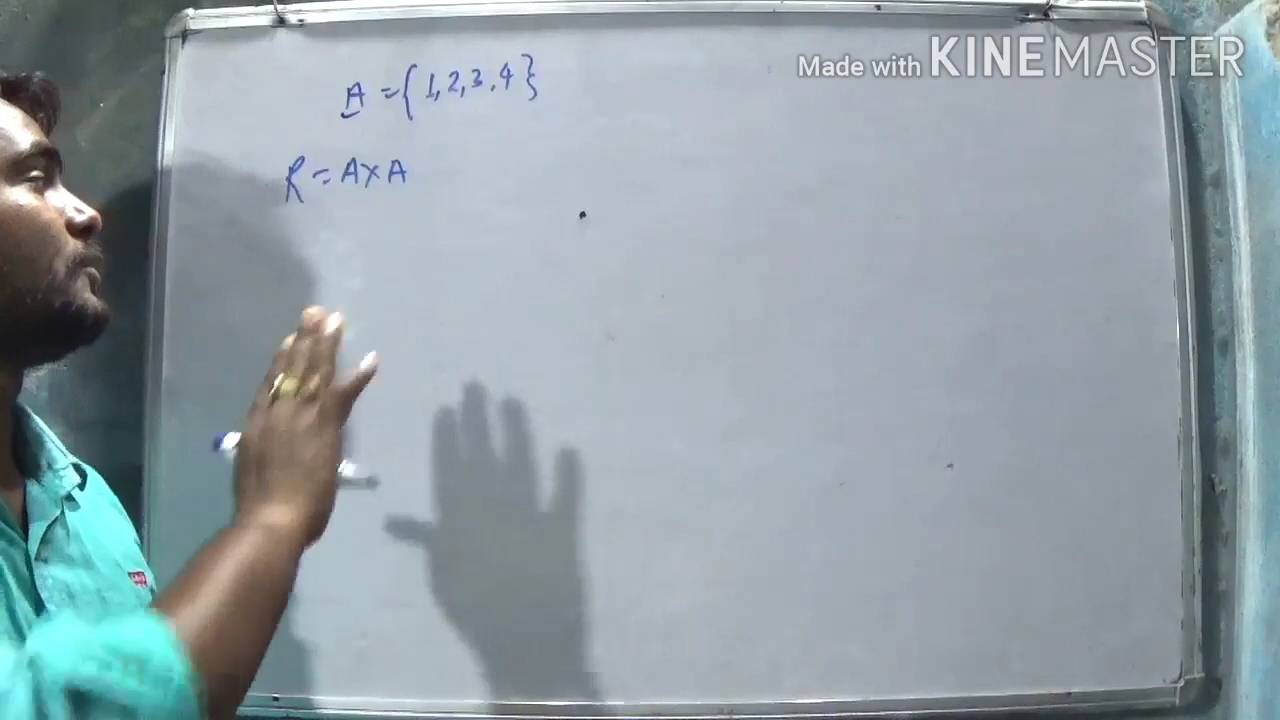 Made with KINEMASTER
A = { 1, 2, 3, 4 }
R = A × A